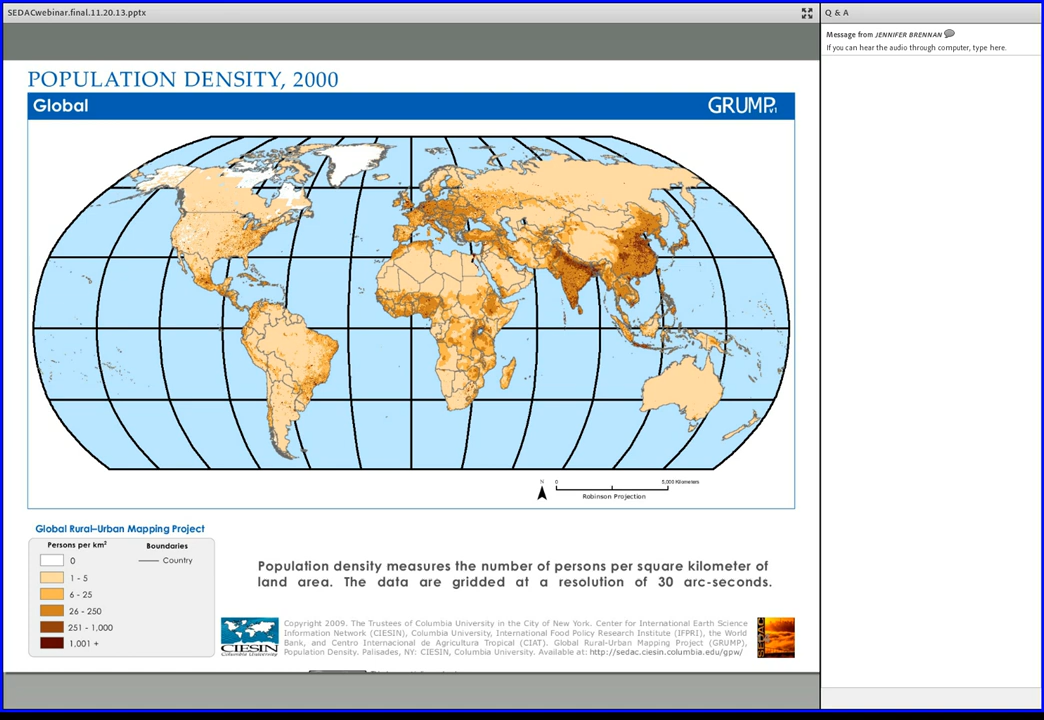 SEDACwebinar.final.11.20.13.pptx
Q & A
Message from JENNIFER BRENNAN
If you can hear the audio through computer, type here.
POPULATION DENSITY, 2000
Global
GRUMPv1
N
0
5,000 Kilometers
Robinson Projection
Global Rural–Urban Mapping Project
Persons per km²
Boundaries
0
Country
1 - 5
6 - 25
26 - 250
251 - 1,000
1,001 +
Population density measures the number of persons per square kilometer of
land area. The data are gridded at a resolution of 30 arc-seconds.
CIESIN
Columbia University
Copyright 2009. The Trustees of Columbia University in the City of New York. Center for International Earth Science
Information Network (CIESIN), Columbia University, International Food Policy Research Institute (IFPRI), the World
Bank, and Centro Internacional de Agricultura Tropical (CIAT). Global Rural-Urban Mapping Project (GRUMP),
Population Density. Palisades, NY: CIESIN, Columbia University. Available at: http://sedac.ciesin.columbia.edu/gpw/
SEDAC